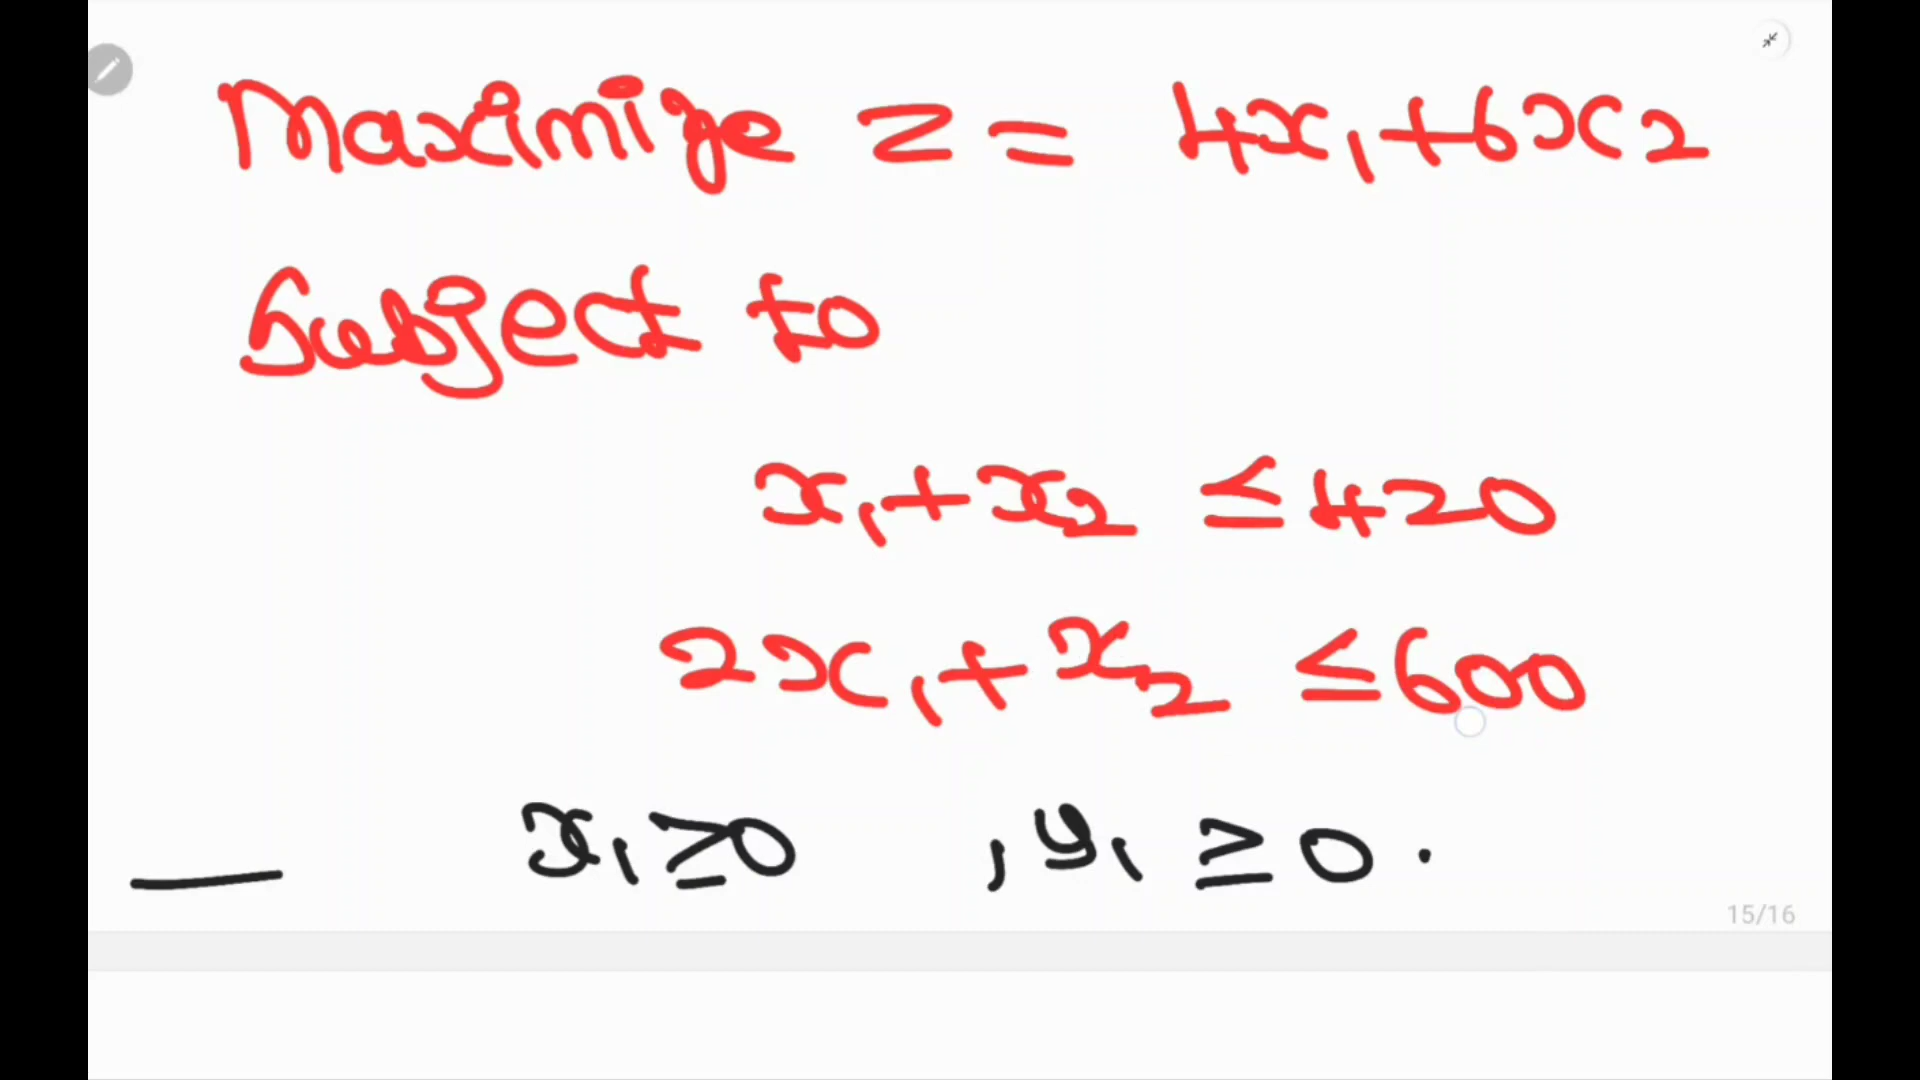 Maximize Z = 4x₁+6x₂
Subject to
x₁+x₂ ≤ 420
2x₁+x₂ ≤ 600
x₁ ≥ 0 , y₁ ≥ 0 .
15/16